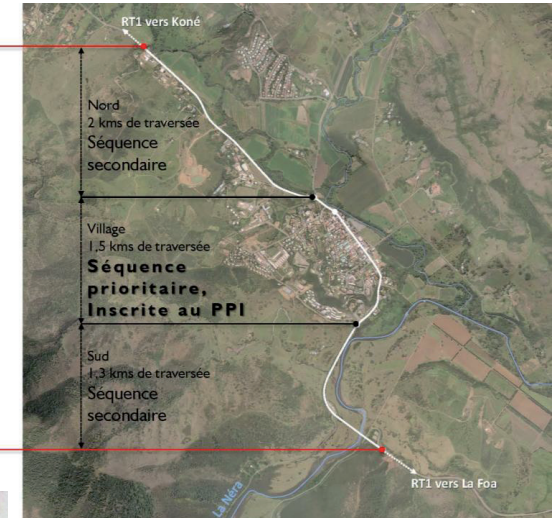 RT1 vers Koné
Nord
2 kms de traversée
Séquence
secondaire
Village
1,5 kms de traversée
Séquence
prioritaire,
Inscrite au PPI
Sud
1,3 kms de traversée
Séquence
secondaire
RT1 vers La Foa
La Néra